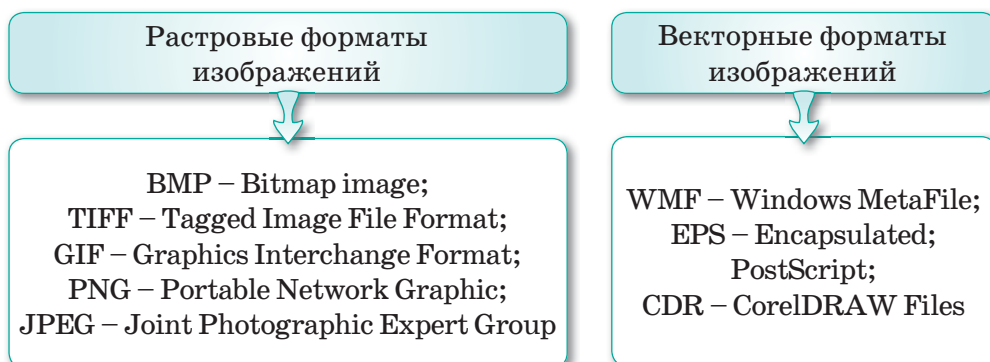 Растровые форматы
изображений
BMP – Bitmap image;
TIFF – Tagged Image File Format;
GIF – Graphics Interchange Format;
PNG – Portable Network Graphic;
JPEG – Joint Photographic Expert Group
Векторные форматы
изображений
WMF – Windows MetaFile;
EPS – Encapsulated;
PostScript;
CDR – CorelDRAW Files